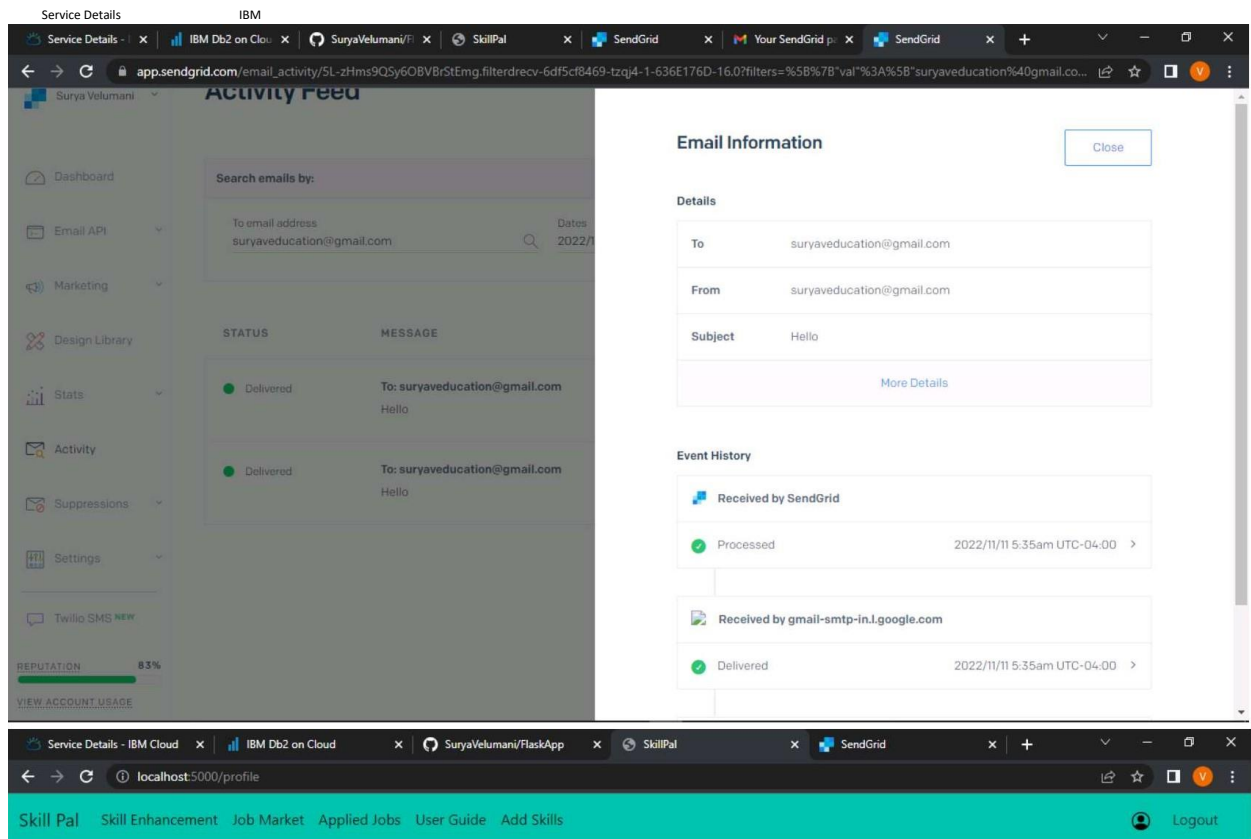 Service Details IBM
Service Details - IBM Db2 on Clou SuryaVelumani/Fl SkillPal SendGrid Your SendGrid pa SendGrid
app.sendgrid.com/email_activity/5L-zHms9QSy6OBVBrStEmg.filterdrecv-6df5cf8469-tzqj4-1-636E176D-16.0?filters=%5B%7B"val"%3A%5B"suryaveducation%40gmail.co...
Surya Velumani
Activity Feed
Dashboard
Email API
Marketing
Design Library
Stats
Activity
Suppressions
Settings
Twilio SMS NEW
REPUTATION 83%
VIEW ACCOUNT USAGE
Search emails by:
To email address Dates
suryaveducation@gmail.com 2022/1
STATUS MESSAGE
Delivered To: suryaveducation@gmail.com
Hello
Delivered To: suryaveducation@gmail.com
Hello
Email Information
Close
Details
To suryaveducation@gmail.com
From suryaveducation@gmail.com
Subject Hello
More Details
Event History
Received by SendGrid
Processed 2022/11/11 5:35am UTC-04:00
Received by gmail-smtp-in.l.google.com
Delivered 2022/11/11 5:35am UTC-04:00
Service Details - IBM Cloud IBM Db2 on Cloud SuryaVelumani/FlaskApp SkillPal SendGrid
localhost:5000/profile
V
Skill Pal Skill Enhancement Job Market Applied Jobs User Guide Add Skills Logout